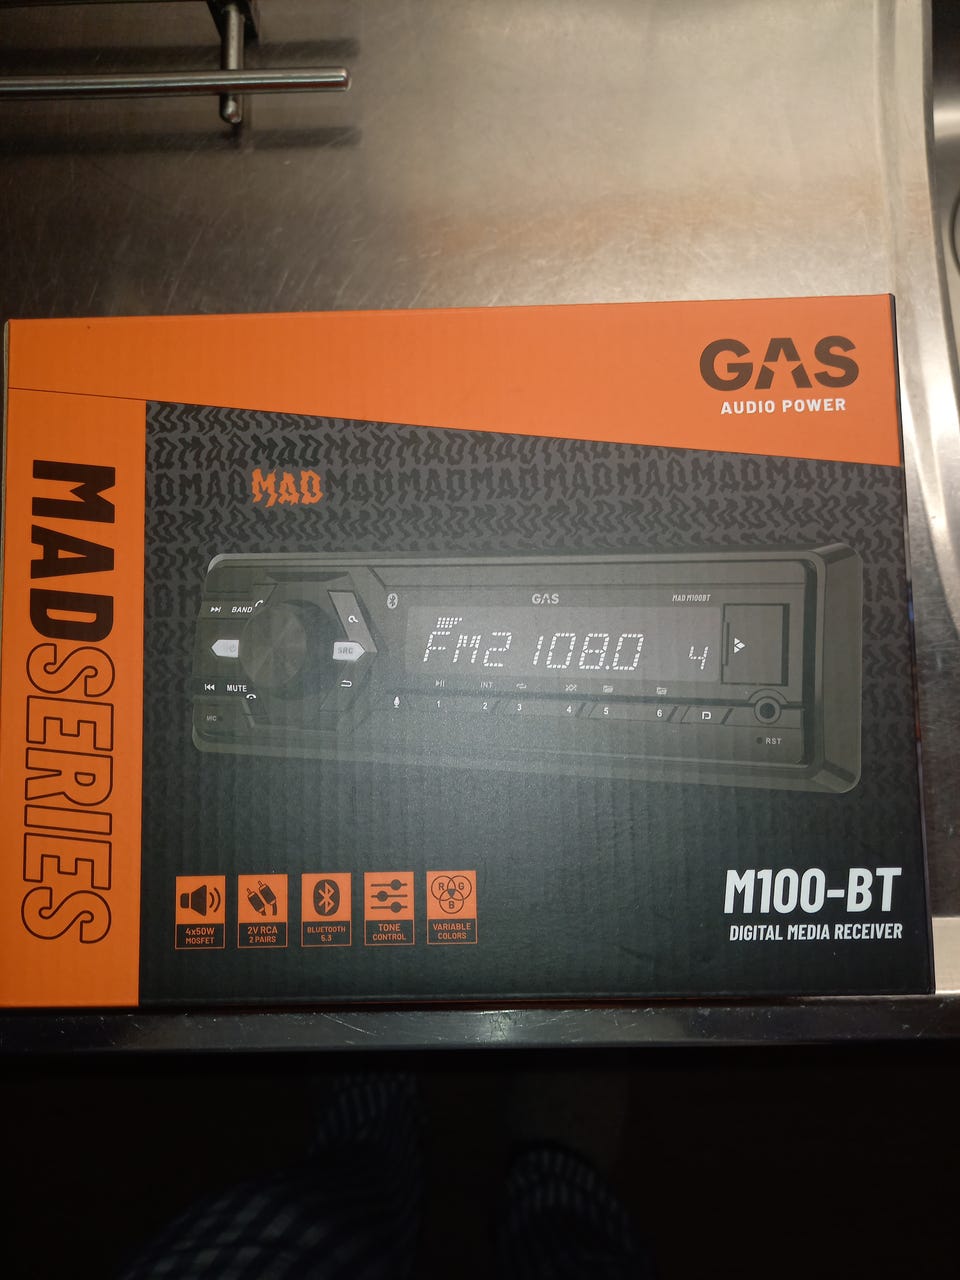 GAS
AUDIO POWER
MADSERIES
MAD
BAND
GAS
MAD M100BT
SRC
FM2 108.0 4
MUTE
INT
1 2 3 4 5 6
MIC
RST
M100-BT
DIGITAL MEDIA RECEIVER
4x50W
MOSFET
2V RCA
2 PAIRS
BLUETOOTH
5.3
TONE
CONTROL
R G
B
VARIABLE
COLORS